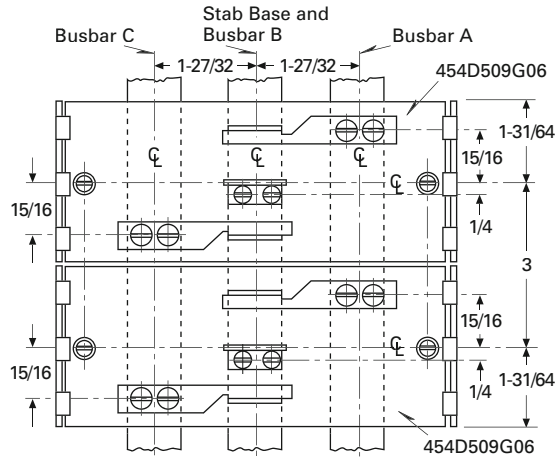 Stab Base and
Busbar C
Busbar B
Busbar A
1-27/32
1-27/32
454D509G06
1-31/64
15/16
℄
℄
℄
℄
15/16
1/4
3
15/16
℄
15/16
1/4
1-31/64
454D509G06